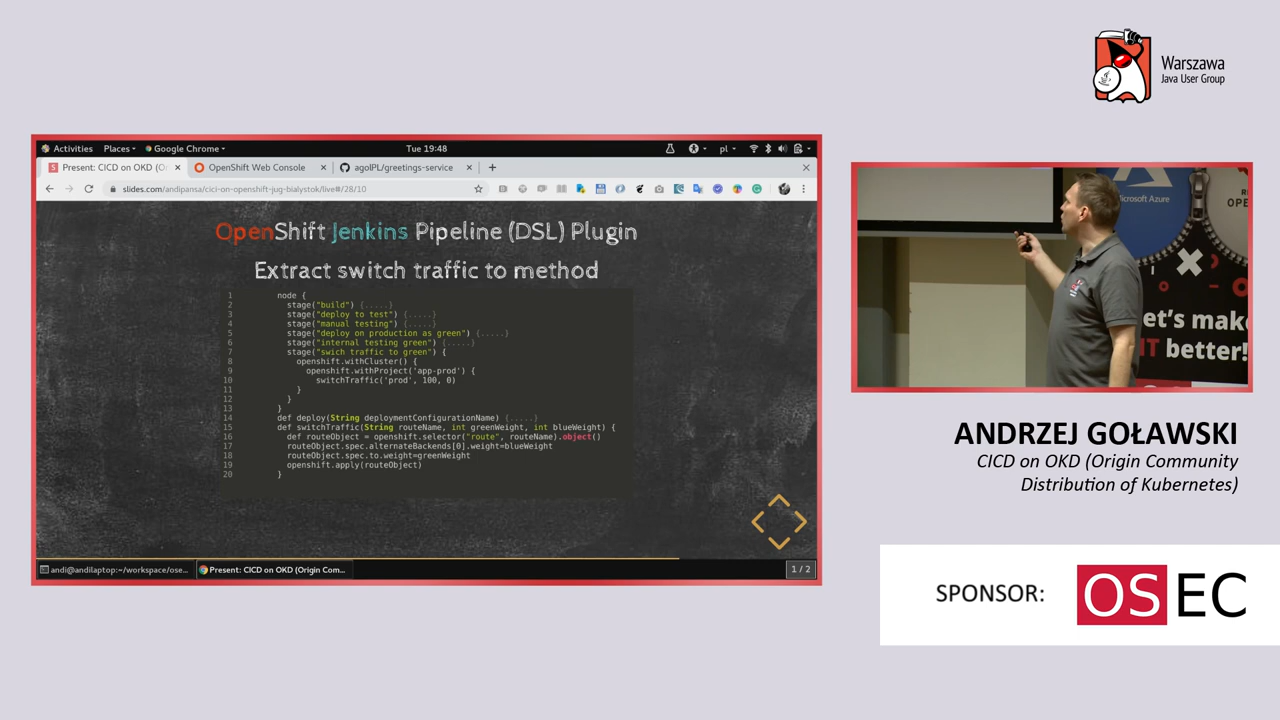 Warszawa
Java User Group
Activities Places Google Chrome Tue 19:48 pl
Present: CICD on OKD (Or OpenShift Web Console agolPL/greetings-service
slides.com/andipansa/cici-on-openshift-jug-bialystok/live#/28/10
OpenShift Jenkins Pipeline (DSL) Plugin
Extract switch traffic to method
1 node {
2 stage("build") {.....}
3 stage("deploy to test") {.....}
4 stage("manual testing") {.....}
5 stage("deploy on production as green") {.....}
6 stage("internal testing green") {.....}
7 stage("swich traffic to green") {
8 openshift.withCluster() {
9 openshift.withProject('app-prod') {
10 switchTraffic('prod', 100, 0)
11 }
12 }
13 }
14 def deploy(String deploymentConfigurationName) {.....}
15 def switchTraffic(String routeName, int greenWeight, int blueWeight) {
16 def routeObject = openshift.selector("route", routeName).object()
17 routeObject.spec.alternateBackends[0].weight=blueWeight
18 routeObject.spec.to.weight=greenWeight
19 openshift.apply(routeObject)
20 }
andi@andilaptop:~/workspace/ose... Present: CICD on OKD (Origin Com... 1 / 2
Microsoft Azure
OPE
et's make
IT better!
ANDRZEJ GOŁAWSKI
CICD on OKD (Origin Community
Distribution of Kubernetes)
SPONSOR: OSEC